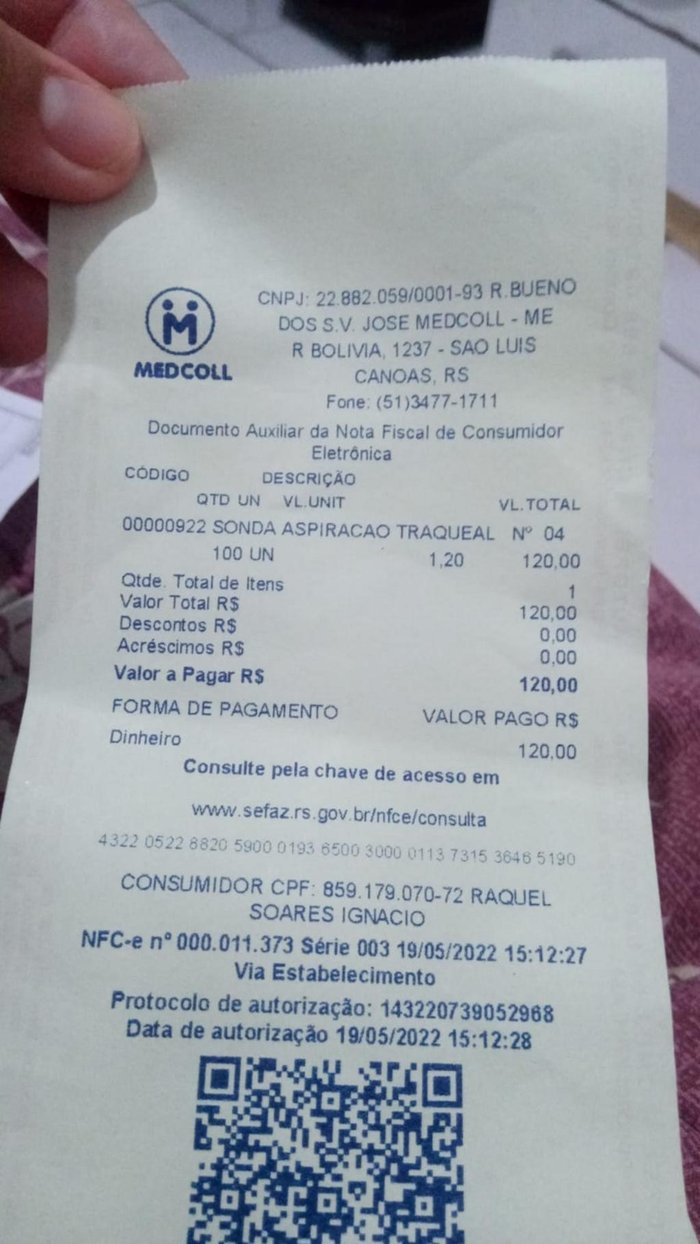 MEDCOLL
CNPJ: 22.882.059/0001-93 R.BUENO
DOS S.V. JOSE MEDCOLL - ME
R BOLIVIA, 1237 - SAO LUIS
CANOAS, RS
Fone: (51)3477-1711
Documento Auxiliar da Nota Fiscal de Consumidor
Eletrônica
CÓDIGO DESCRIÇÃO
QTD UN VL.UNIT VL.TOTAL
00000922 SONDA ASPIRACAO TRAQUEAL Nº 04
100 UN 1,20 120,00
Qtde. Total de Itens 1
Valor Total R$ 120,00
Descontos R$ 0,00
Acréscimos R$ 0,00
Valor a Pagar R$ 120,00
FORMA DE PAGAMENTO VALOR PAGO R$
Dinheiro 120,00
Consulte pela chave de acesso em
www.sefaz.rs.gov.br/nfce/consulta
4322 0522 8820 5900 0193 6500 3000 0113 7315 3646 5190
CONSUMIDOR CPF: 859.179.070-72 RAQUEL
SOARES IGNACIO
NFC-e nº 000.011.373 Série 003 19/05/2022 15:12:27
Via Estabelecimento
Protocolo de autorização: 143220739052968
Data de autorização 19/05/2022 15:12:28